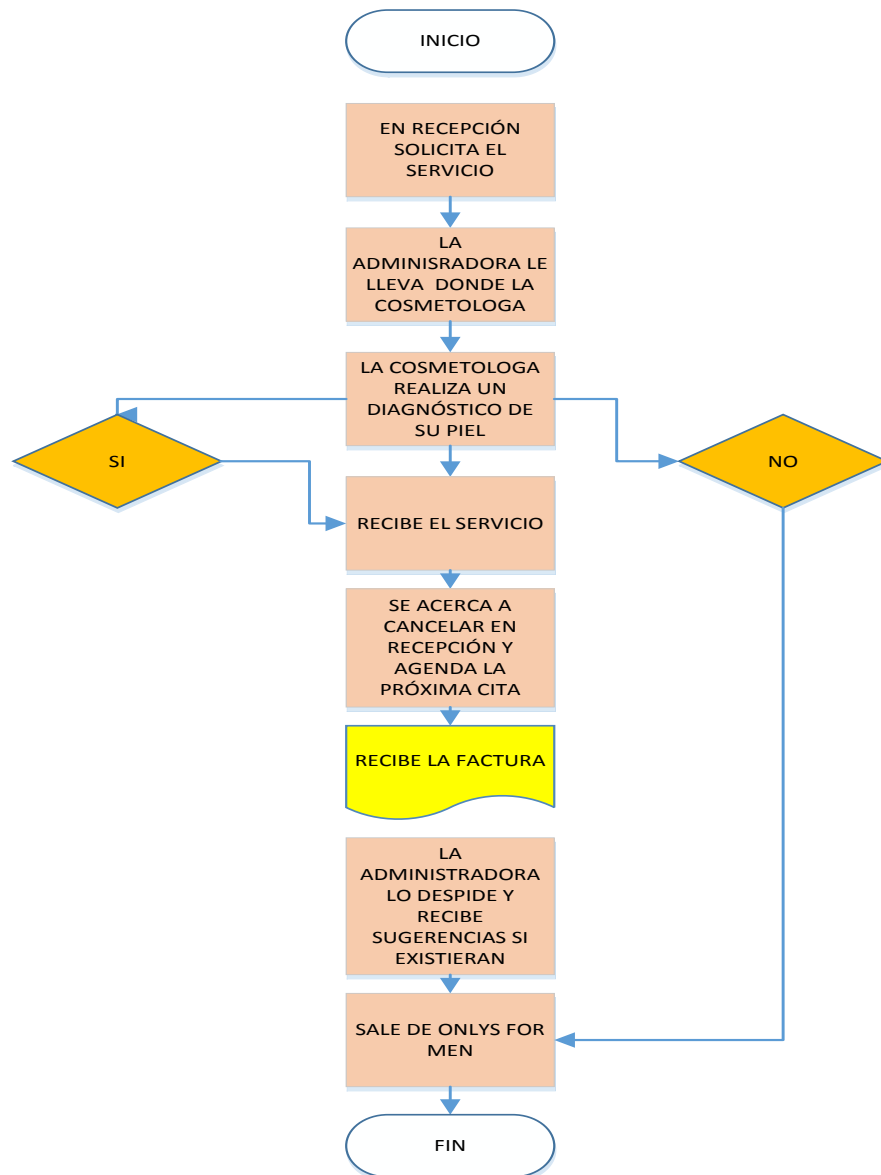 INICIO
EN RECEPCIÓN
SOLICITA EL
SERVICIO
LA
ADMINISRADORA LE
LLEVA DONDE LA
COSMETOLOGA
LA COSMETOLOGA
REALIZA UN
DIAGNÓSTICO DE
SU PIEL
SI
NO
RECIBE EL SERVICIO
SE ACERCA A
CANCELAR EN
RECEPCIÓN Y
AGENDA LA
PRÓXIMA CITA
RECIBE LA FACTURA
LA
ADMINISTRADORA
LO DESPIDE Y
RECIBE
SUGERENCIAS SI
EXISTIERAN
SALE DE ONLYS FOR
MEN
FIN